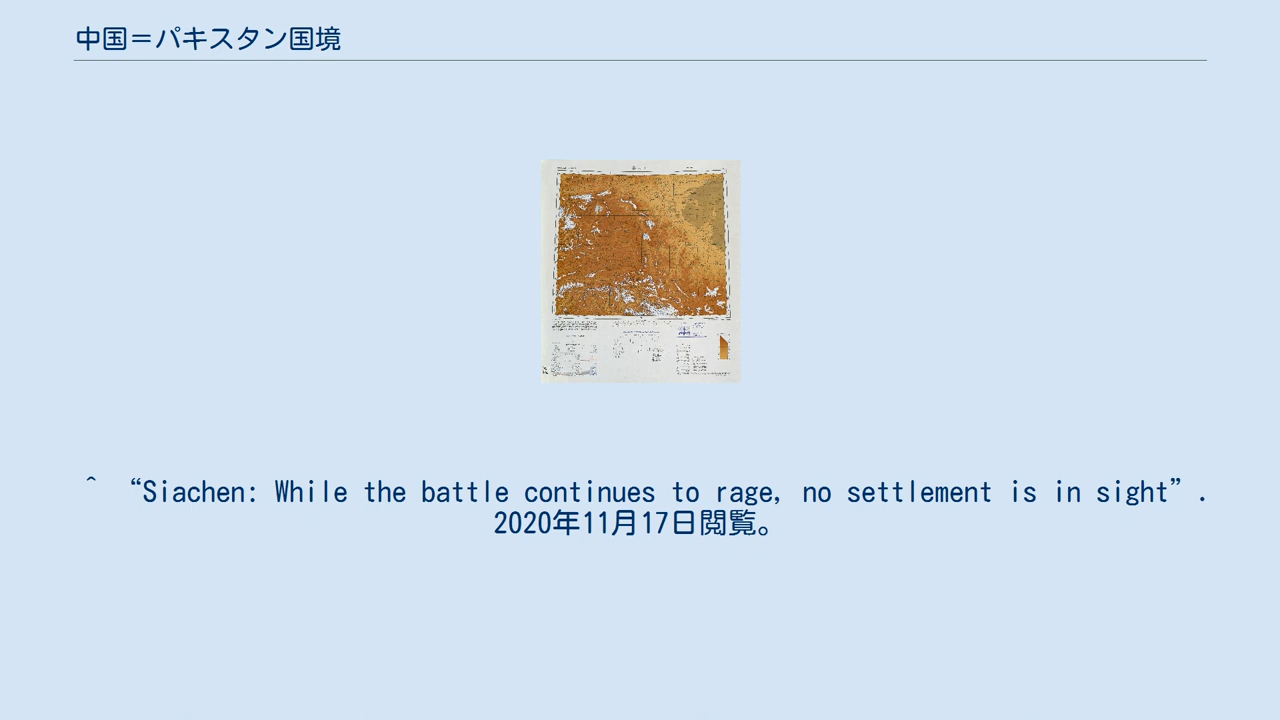 中国＝パキスタン国境
^ “Siachen: While the battle continues to rage, no settlement is in sight”.
2020年11月17日閲覧。